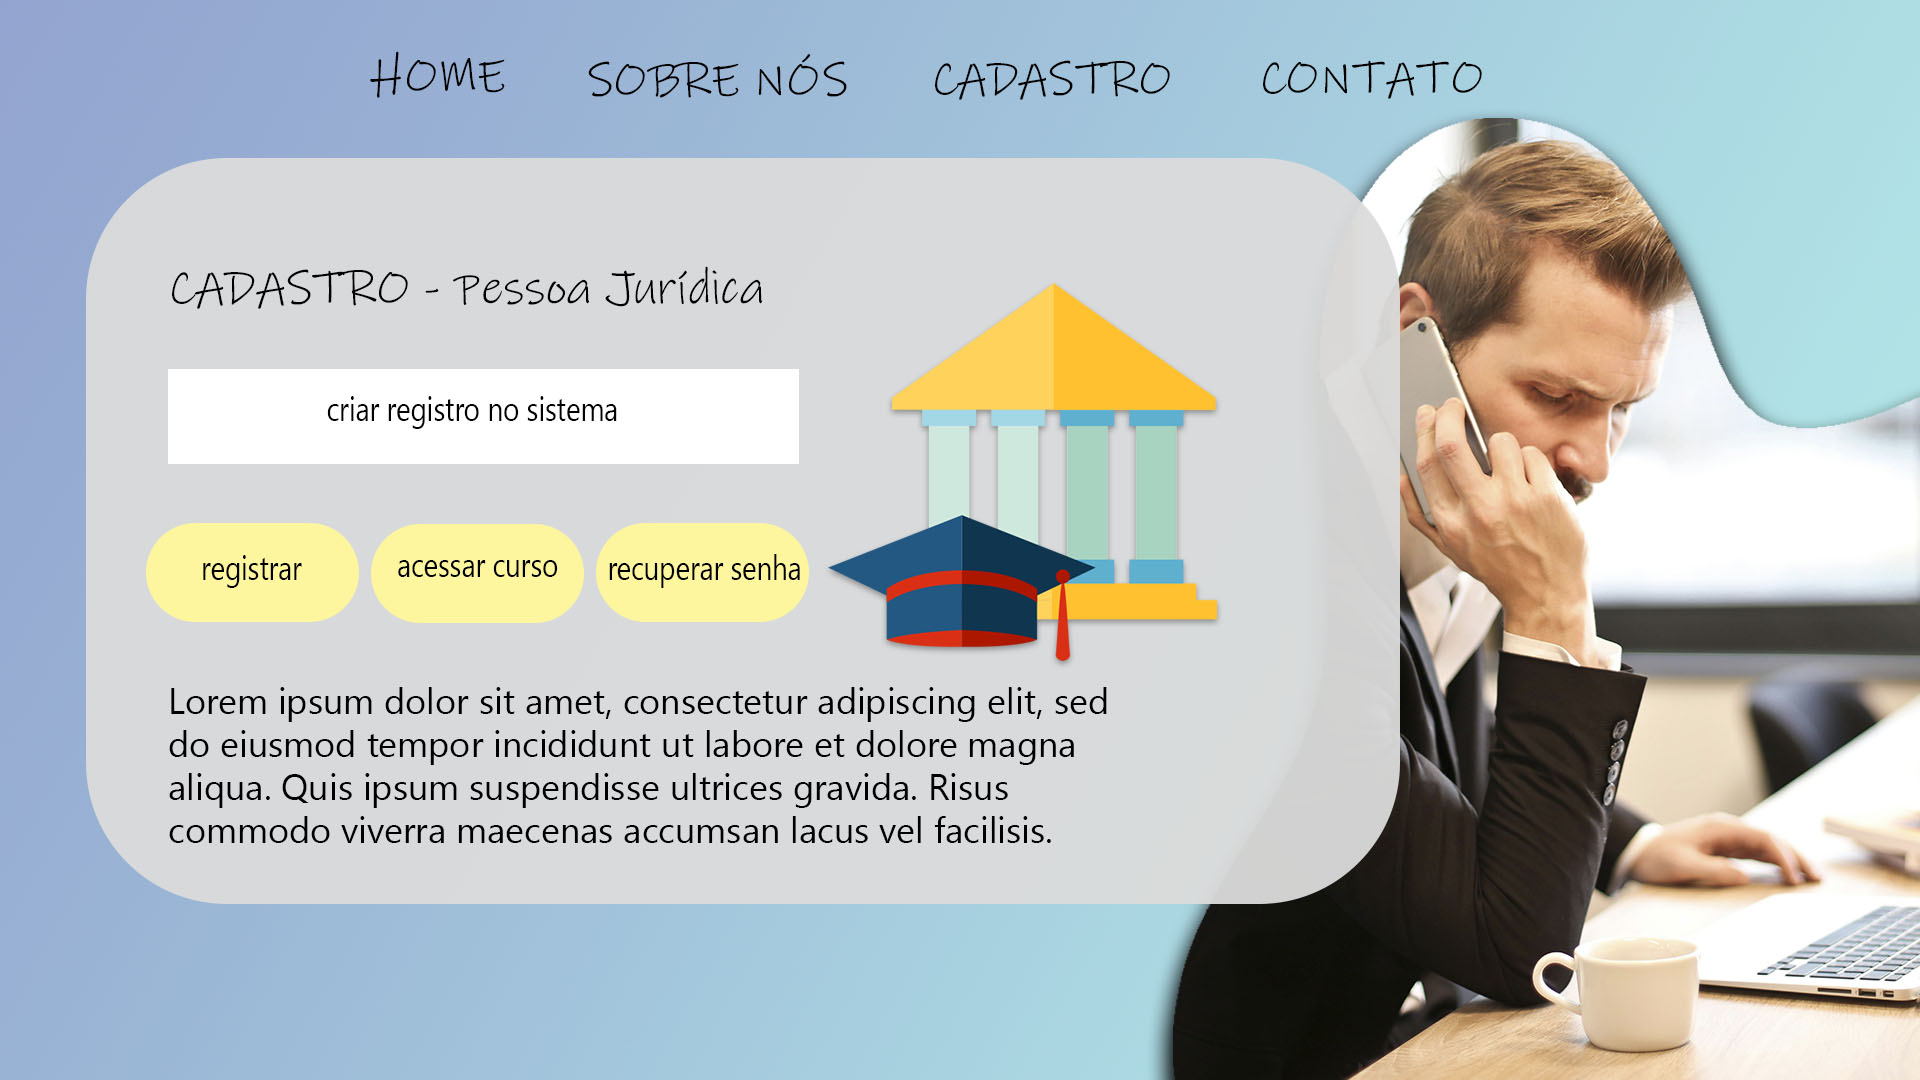 HOME SOBRE NÓS CADASTRO CONTATO
CADASTRO - Pessoa Jurídica
criar registro no sistema
registrar acessar curso recuperar senha
Lorem ipsum dolor sit amet, consectetur adipiscing elit, sed
do eiusmod tempor incididunt ut labore et dolore magna
aliqua. Quis ipsum suspendisse ultrices gravida. Risus
commodo viverra maecenas accumsan lacus vel facilisis.